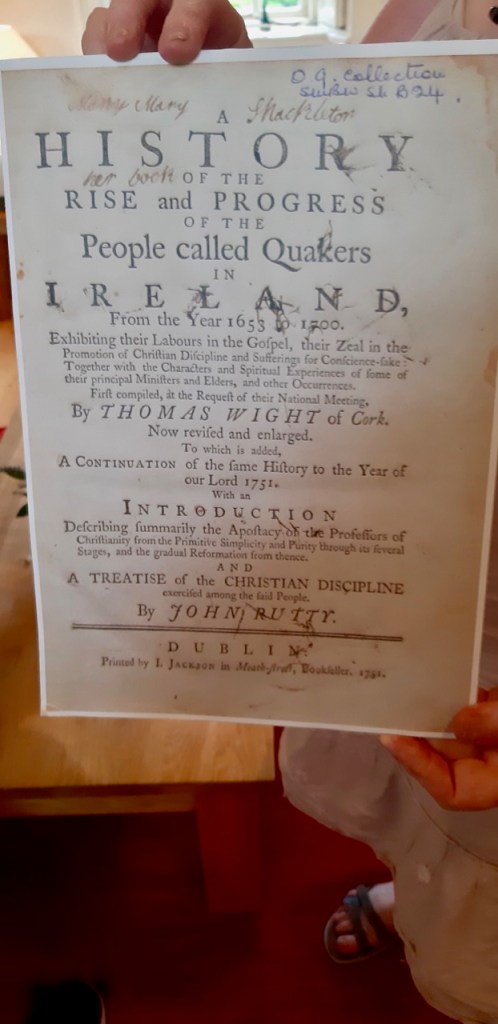 D g. collection
A
Mary Shackleton
HISTORY
her book OF THE
RISE and PROGRESS
OF THE
People called Quakers
IN
IRELAND,
From the Year 1653 to 1700.
Exhibiting their Labours in the Goſpel, their Zeal in the
Promotion of Chriſtian Diſcipline and Sufferings for Conſcience-ſake:
Together with the Characters and Spiritual Experiences of ſome of
their principal Miniſters and Elders, and other Occurrences.
Firſt compiled, at the Requeſt of their National Meeting,
By THOMAS WIGHT of Cork.
Now reviſed and enlarged.
To which is added,
A CONTINUATION of the ſame Hiſtory to the Year of
our Lord 1751.
With an
INTRODUCTION
Deſcribing ſummarily the Apoſtacy of the Profeſſors of
Chriſtianity from the Primitive Simplicity and Purity through its ſeveral
Stages, and the gradual Reformation from thence.
AND
A TREATISE of the CHRISTIAN DISCIPLINE
exerciſed among the ſaid People.
By JOHN RUTTY.
DUBLIN:
Printed by I. JACKSON in Meath-ſtreet, Bookſeller. 1751.